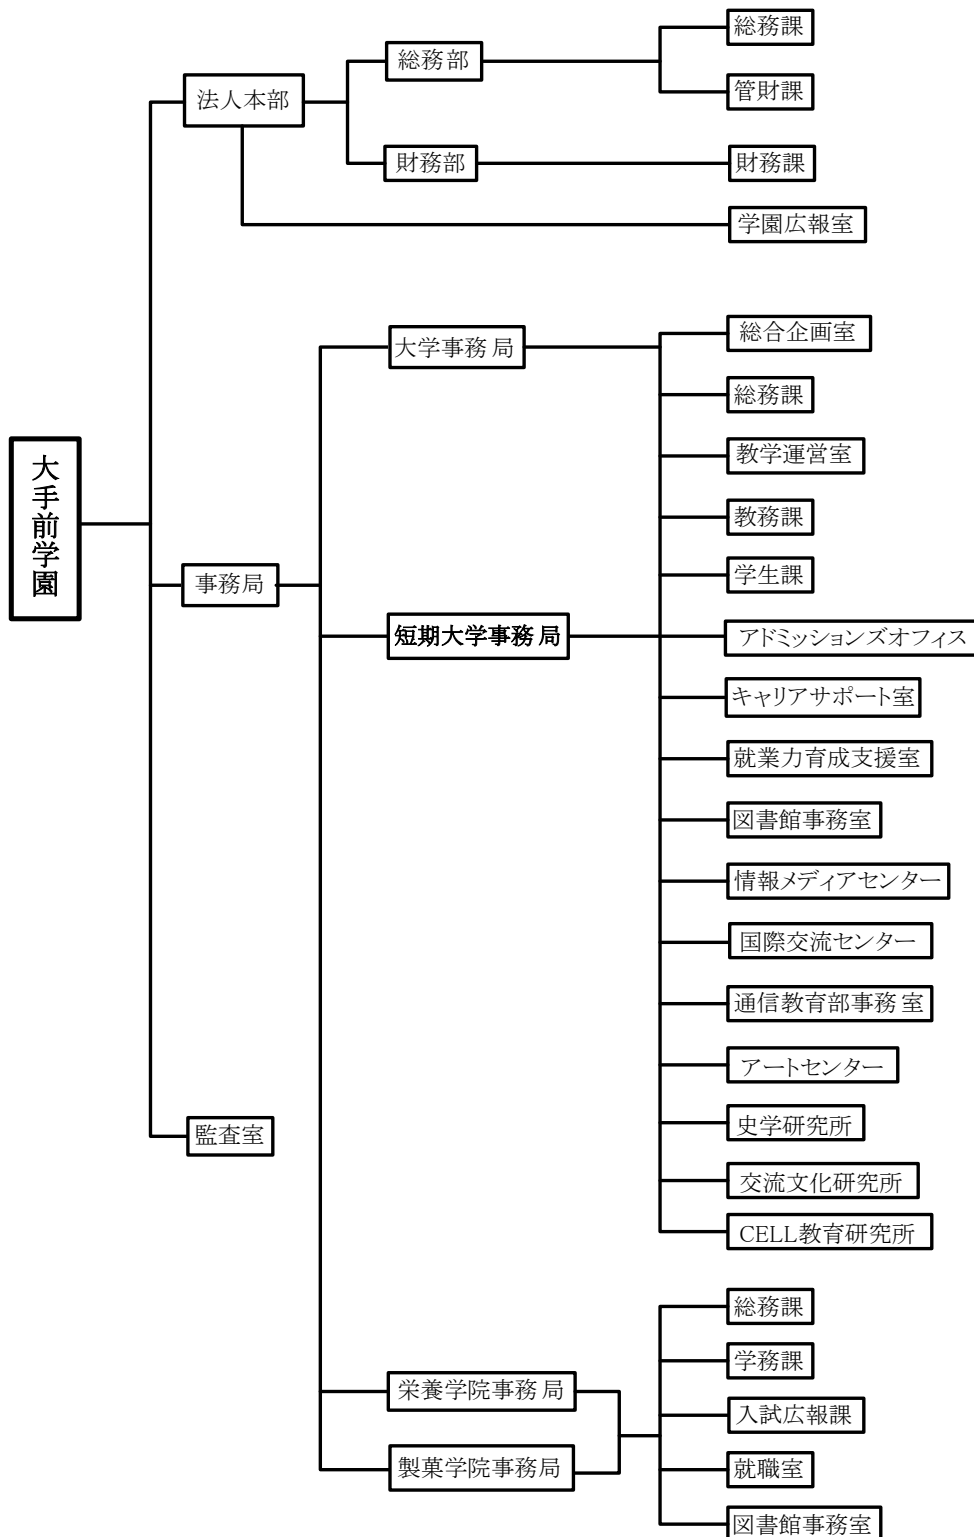 大手前学園
法人本部
総務部
総務課
管財課
財務部
財務課
学園広報室
事務局
大学事務局
短期大学事務局
総合企画室
総務課
教学運営室
教務課
学生課
アドミッションズオフィス
キャリアサポート室
就業力育成支援室
図書館事務室
情報メディアセンター
国際交流センター
通信教育部事務室
アートセンター
史学研究所
交流文化研究所
CELL教育研究所
栄養学院事務局
製菓学院事務局
総務課
学務課
入試広報課
就職室
図書館事務室
監査室